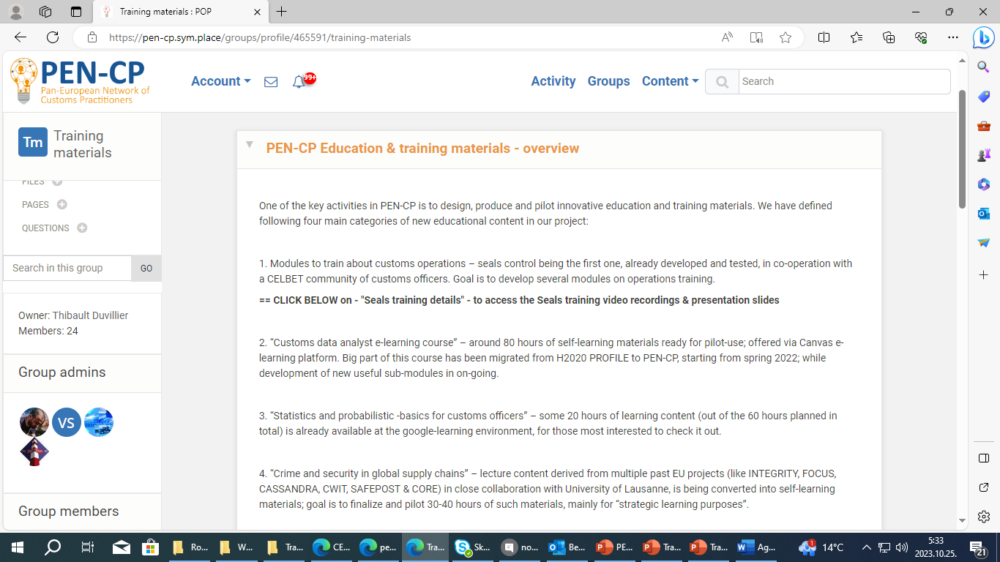 Training materials : POP
https://pen-cp.sym.place/groups/profile/465591/training-materials
PEN-CP
Pan-European Network of
Customs Practitioners
Account
99+
Activity
Groups
Content
Search
Tm
Training
materials
FILES
PAGES
QUESTIONS
Search in this group
GO
Owner: Thibault Duvillier
Members: 24
Group admins
VS
Group members
PEN-CP Education & training materials - overview
One of the key activities in PEN-CP is to design, produce and pilot innovative education and training materials. We have defined
following four main categories of new educational content in our project:
1. Modules to train about customs operations – seals control being the first one, already developed and tested, in co-operation with
a CELBET community of customs officers. Goal is to develop several modules on operations training.
== CLICK BELOW on - "Seals training details" - to access the Seals training video recordings & presentation slides
2. “Customs data analyst e-learning course” – around 80 hours of self-learning materials ready for pilot-use; offered via Canvas e-
learning platform. Big part of this course has been migrated from H2020 PROFILE to PEN-CP, starting from spring 2022; while
development of new useful sub-modules in on-going.
3. “Statistics and probabilistic -basics for customs officers” – some 20 hours of learning content (out of the 60 hours planned in
total) is already available at the google-learning environment, for those most interested to check it out.
4. “Crime and security in global supply chains” – lecture content derived from multiple past EU projects (like INTEGRITY, FOCUS,
CASSANDRA, CWIT, SAFEPOST & CORE) in close collaboration with University of Lausanne, is being converted into self-learning
materials; goal is to finalize and pilot 30-40 hours of such materials, mainly for “strategic learning purposes”.
Ro...
W...
Tra...
CE...
pe...
Tra...
Sk...
no...
Be...
PE...
Tra...
Tra...
Ag...
1
14°C
5:33
2023.10.25.
21